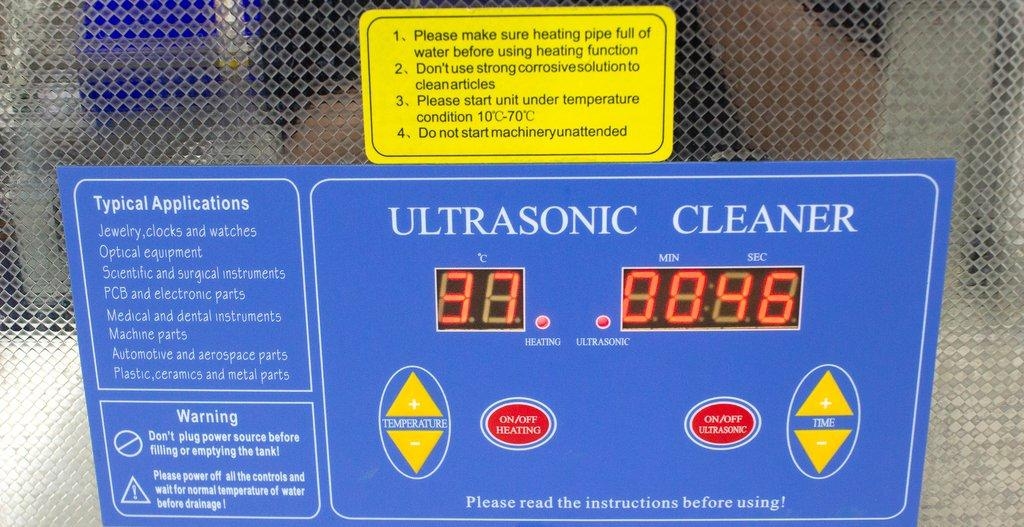 1、Please make sure heating pipe full of
water before using heating function
2、Don't use strong corrosive solution to
clean articles
3、Please start unit under temperature
condition 10℃-70℃
4、Do not start machinery unattended
Typical Applications
Jewelry,clocks and watches
Optical equipment
Scientific and surgical instruments
PCB and electronic parts
Medical and dental instruments
Machine parts
Automotive and aerospace parts
Plastic,ceramics and metal parts
Warning
Don't plug power source before
filling or emptying the tank!
Please power off all the controls and
wait for normal temperature of water
before drainage !
ULTRASONIC CLEANER
℃ MIN SEC
37 00:46
HEATING ULTRASONIC
+ +
TEMPERATURE ON/OFF HEATING ON/OFF ULTRASONIC TIME
- -
Please read the instructions before using!